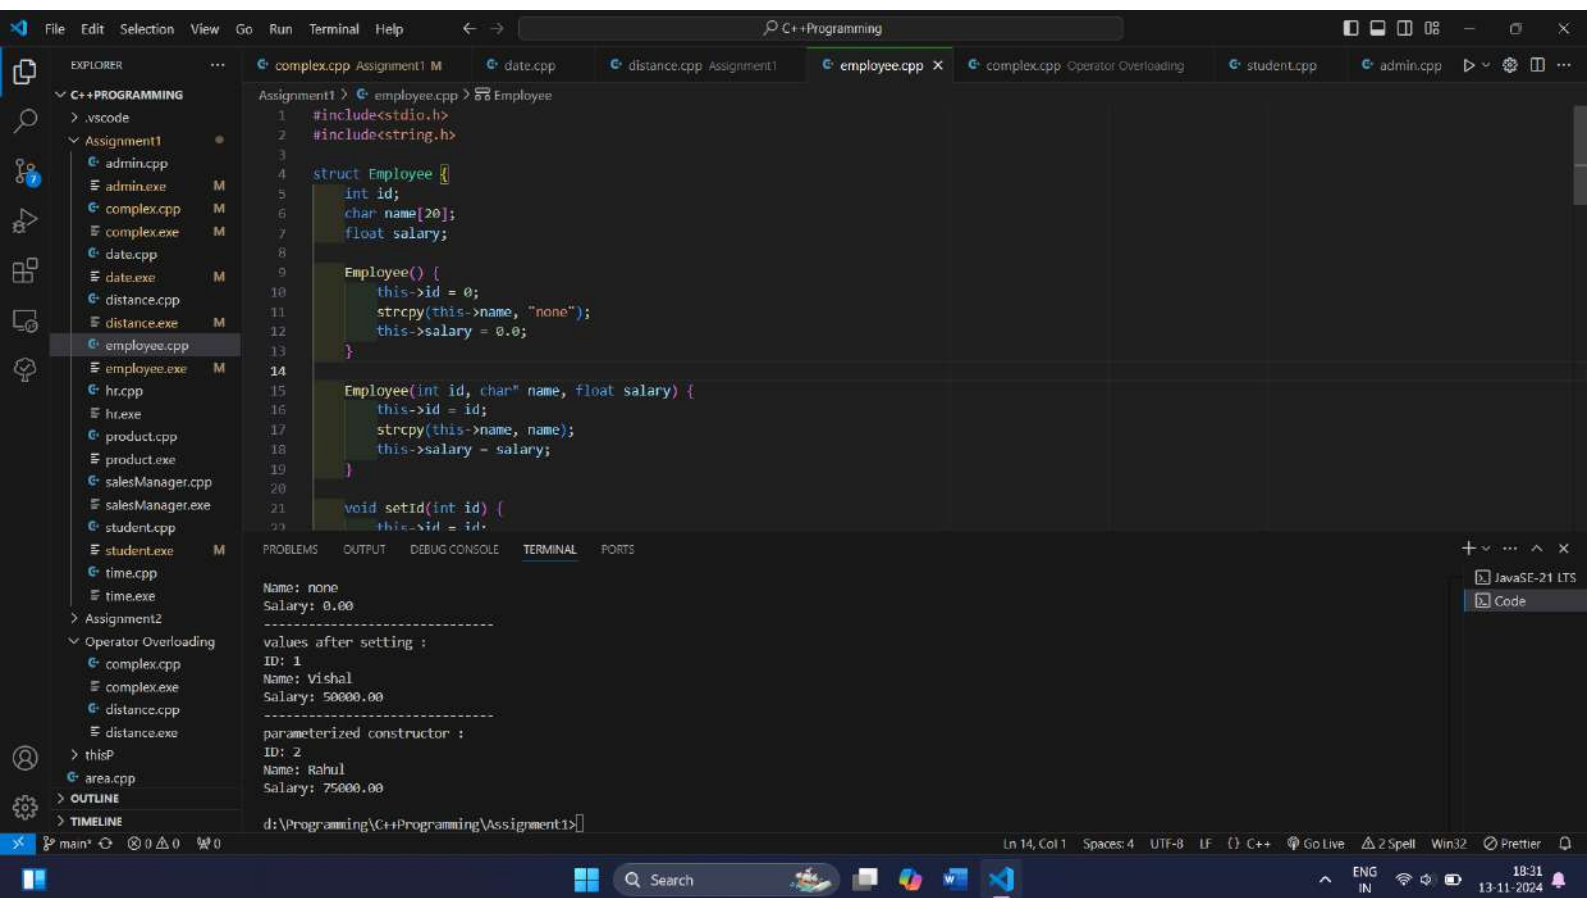 File Edit Selection View Go Run Terminal Help
C++Programming
EXPLORER
complex.cpp Assignment1 M
date.cpp
distance.cpp Assignment1
employee.cpp
complex.cpp Operator Overloading
student.cpp
admin.cpp
C++PROGRAMMING
.vscode
Assignment1
admin.cpp
admin.exe M
complex.cpp M
complex.exe M
date.cpp
date.exe M
distance.cpp
distance.exe M
employee.cpp
employee.exe M
hr.cpp
hr.exe
product.cpp
product.exe
salesManager.cpp
salesManager.exe
student.cpp
student.exe M
time.cpp
time.exe
Assignment2
Operator Overloading
complex.cpp
complex.exe
distance.cpp
distance.exe
thisP
area.cpp
OUTLINE
TIMELINE
Assignment1 > employee.cpp > Employee
1 #include<stdio.h>
2 #include<string.h>
3
4 struct Employee {
5 int id;
6 char name[20];
7 float salary;
8
9 Employee() {
10 this->id = 0;
11 strcpy(this->name, "none");
12 this->salary = 0.0;
13 }
14
15 Employee(int id, char* name, float salary) {
16 this->id = id;
17 strcpy(this->name, name);
18 this->salary = salary;
19 }
20
21 void setId(int id) {
22 this->id = id;
PROBLEMS OUTPUT DEBUG CONSOLE TERMINAL PORTS
JavaSE-21 LTS
Code
Name: none
Salary: 0.00
-------------------------------
values after setting :
ID: 1
Name: Vishal
Salary: 50000.00
-------------------------------
parameterized constructor :
ID: 2
Name: Rahul
Salary: 75000.00
d:\Programming\C++Programming\Assignment1>
7
main* 0 0 0 Ln 14, Col 1 Spaces: 4 UTF-8 LF {} C++ Go Live 2 Spell Win32 Prettier
Search
ENG
IN
18:31
13-11-2024